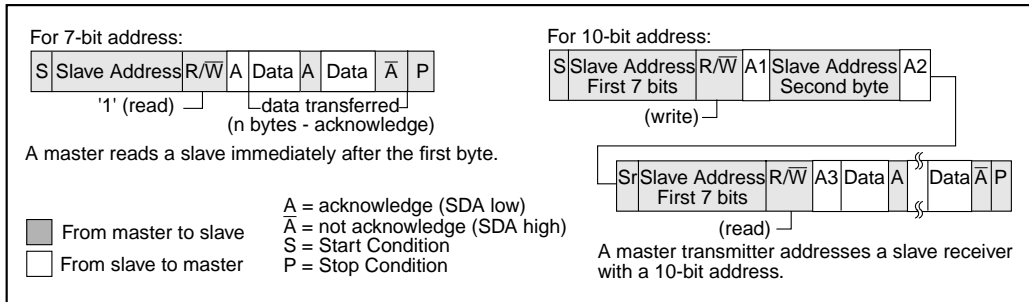 For 7-bit address:
S Slave Address R/W̅ A Data A Data A̅ P
'1' (read)
data transferred
(n bytes - acknowledge)
A master reads a slave immediately after the first byte.
From master to slave
From slave to master
A = acknowledge (SDA low)
A̅ = not acknowledge (SDA high)
S = Start Condition
P = Stop Condition
For 10-bit address:
S Slave Address First 7 bits R/W̅ A1 Slave Address Second byte A2
(write)
Sr Slave Address First 7 bits R/W̅ A3 Data A Data A̅ P
(read)
A master transmitter addresses a slave receiver
with a 10-bit address.